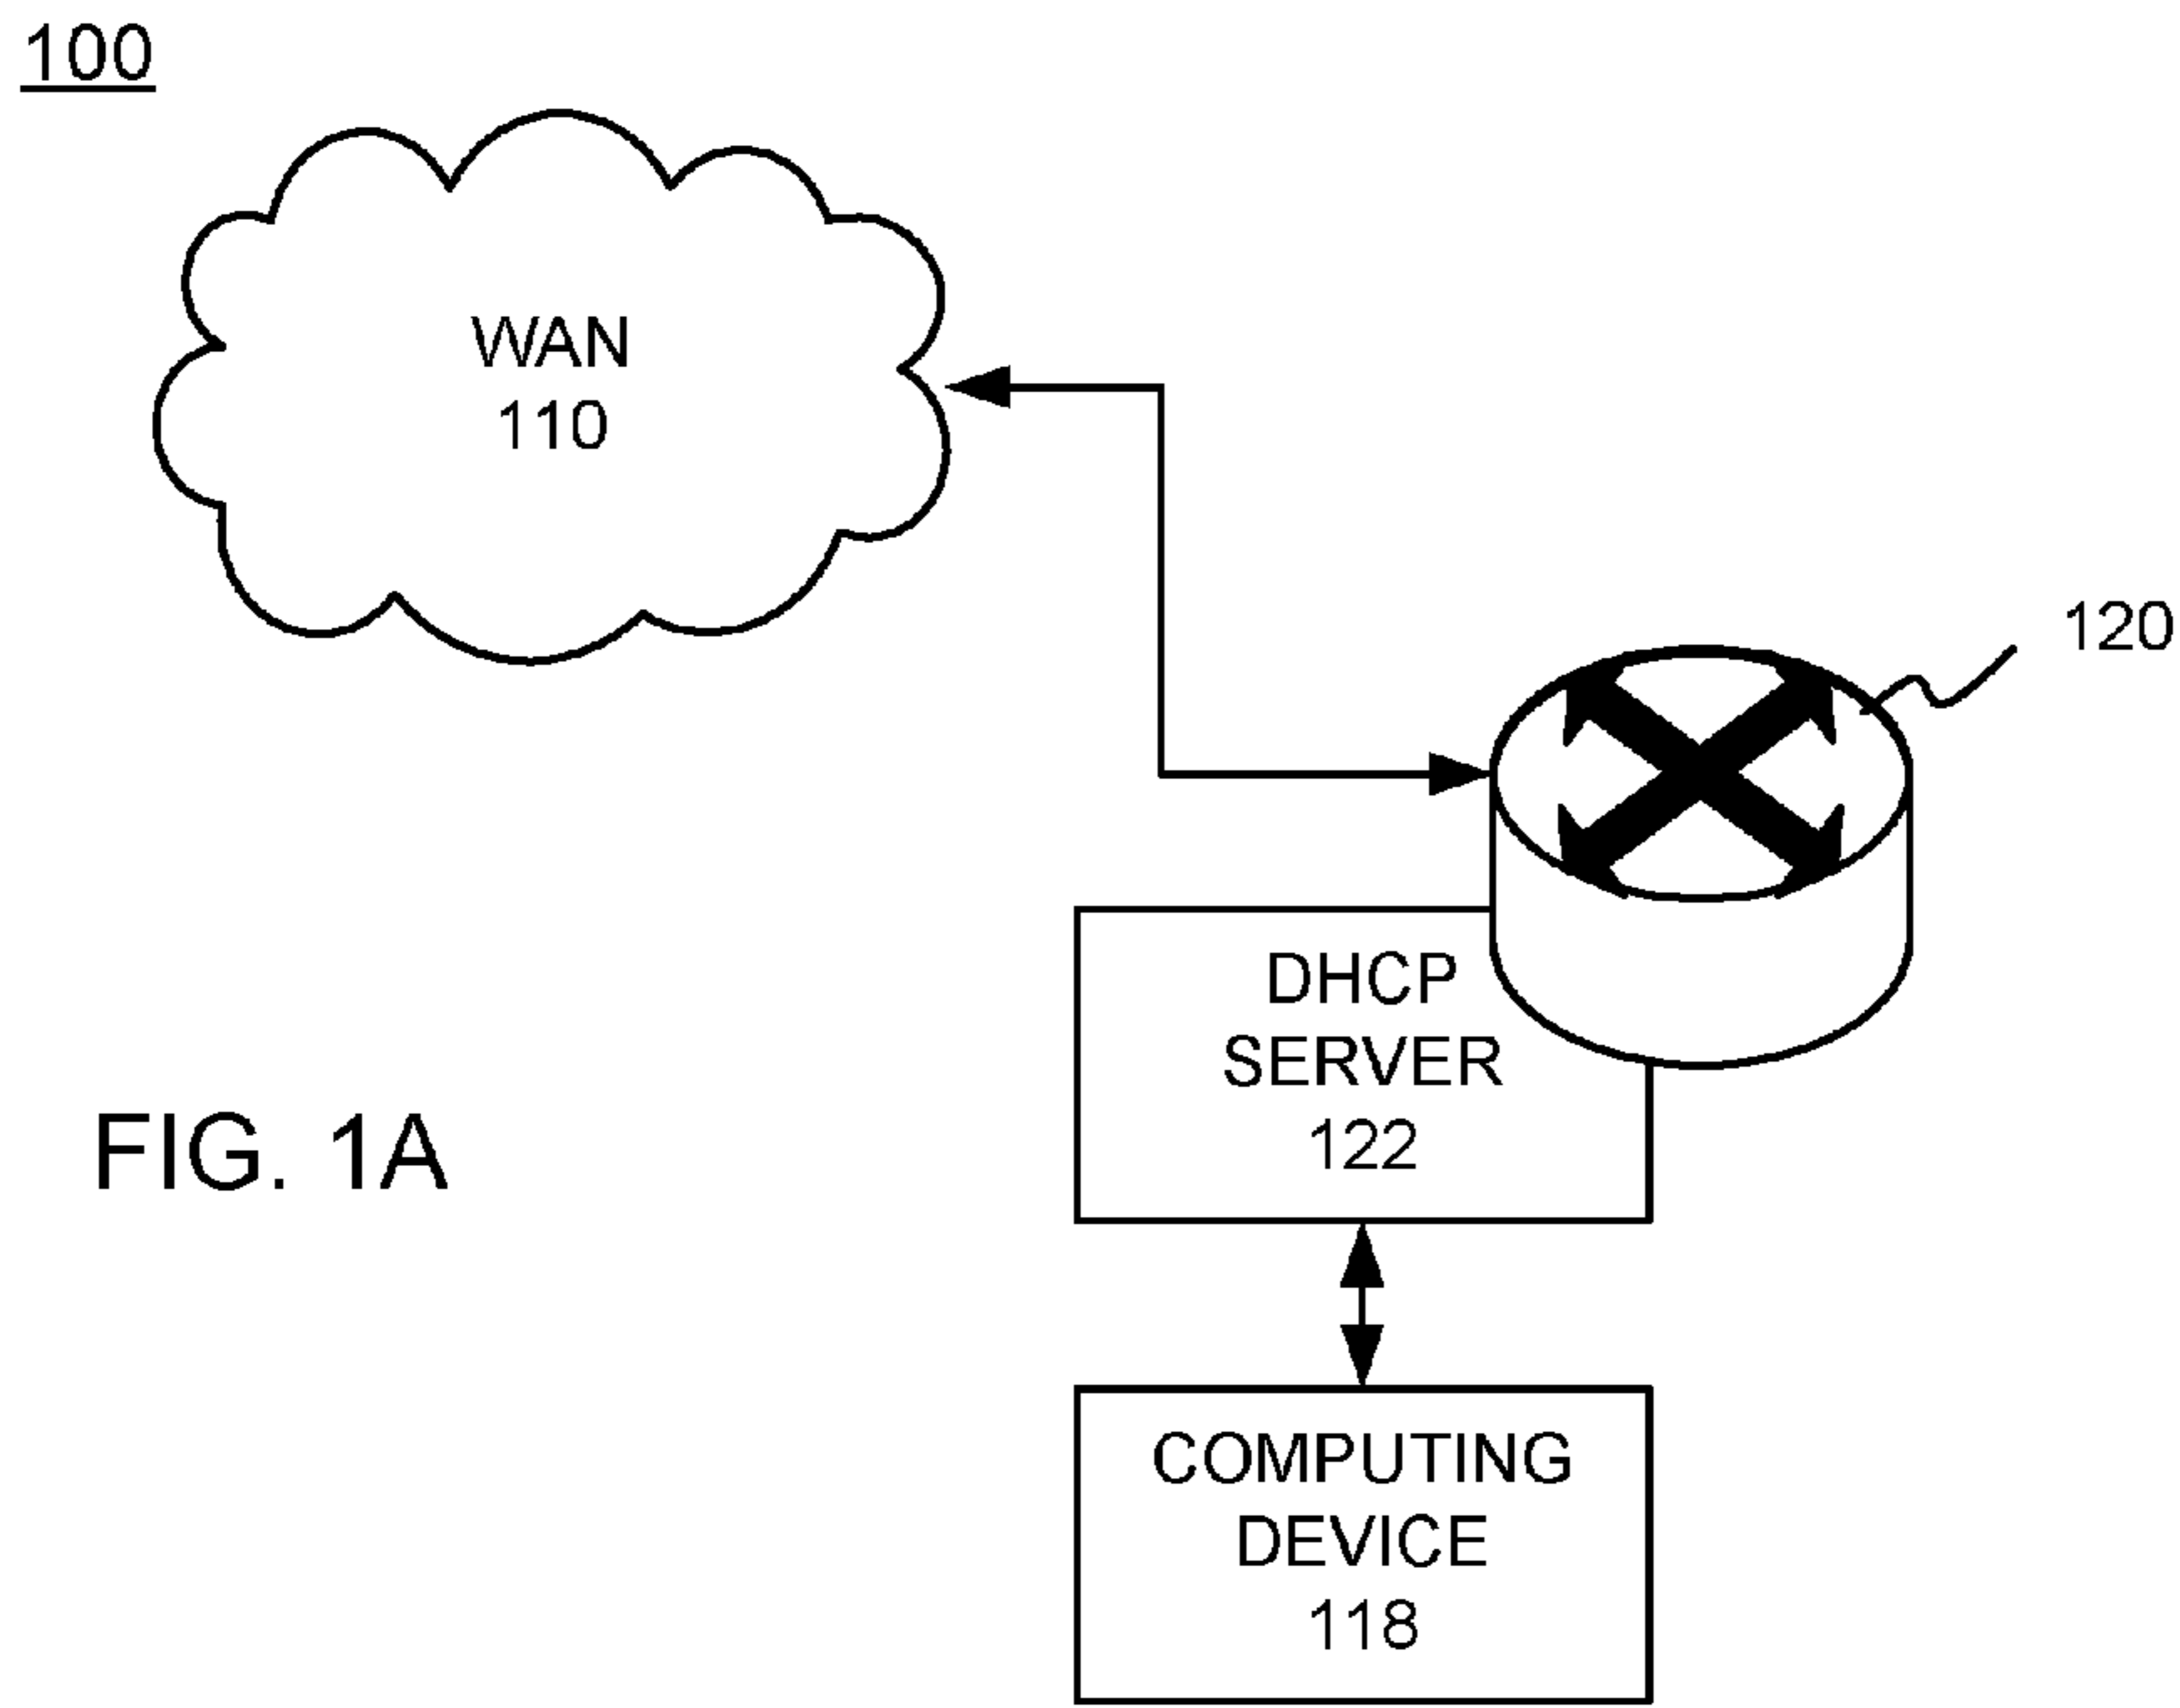 100
WAN
110
120
DHCP
SERVER
122
FIG. 1A
COMPUTING
DEVICE
118